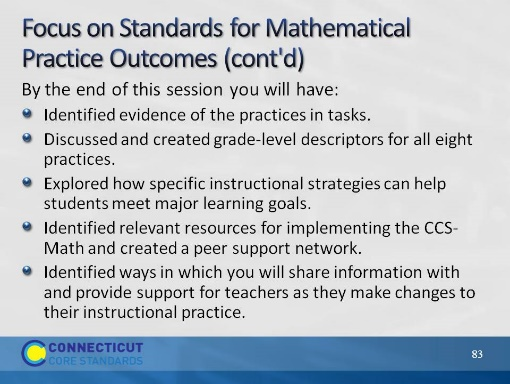 Focus on Standards for Mathematical
Practice Outcomes (cont'd)
By the end of this session you will have:
Identified evidence of the practices in tasks.
Discussed and created grade-level descriptors for all eight
practices.
Explored how specific instructional strategies can help
students meet major learning goals.
Identified relevant resources for implementing the CCS-
Math and created a peer support network.
Identified ways in which you will share information with
and provide support for teachers as they make changes to
their instructional practice.
CONNECTICUT
CORE STANDARDS
83